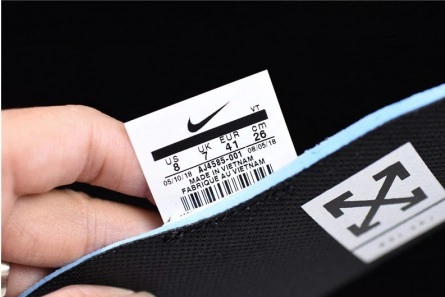 VT
US UK EUR cm
8 7 41 26
05/10/18 AJ4585-001 08/05/18
MADE IN VIETNAM
FABRIQUE AU VIETNAM